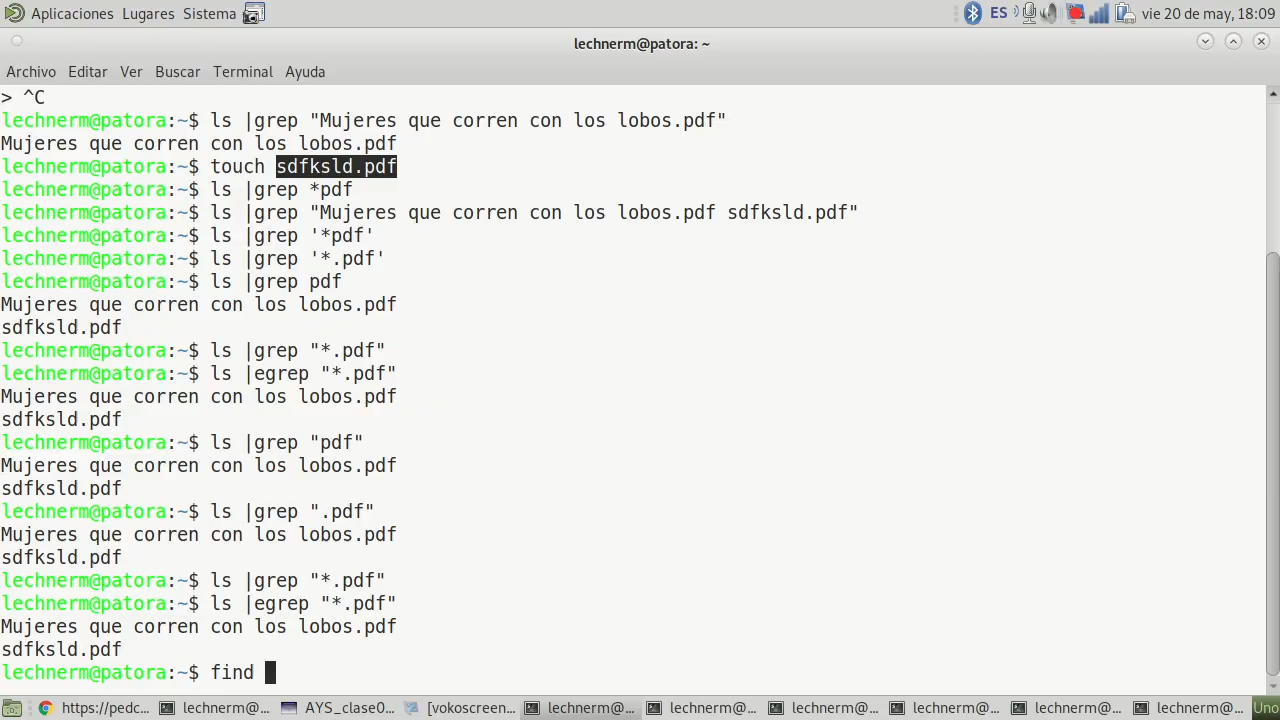 Aplicaciones Lugares Sistema ES vie 20 de may, 18:09
lechnerm@patora: ~
Archivo Editar Ver Buscar Terminal Ayuda
> ^C
lechnerm@patora:~$ ls |grep "Mujeres que corren con los lobos.pdf"
Mujeres que corren con los lobos.pdf
lechnerm@patora:~$ touch sdfksld.pdf
lechnerm@patora:~$ ls |grep *pdf
lechnerm@patora:~$ ls |grep "Mujeres que corren con los lobos.pdf sdfksld.pdf"
lechnerm@patora:~$ ls |grep '*pdf'
lechnerm@patora:~$ ls |grep '*.pdf'
lechnerm@patora:~$ ls |grep pdf
Mujeres que corren con los lobos.pdf
sdfksld.pdf
lechnerm@patora:~$ ls |grep "*.pdf"
lechnerm@patora:~$ ls |egrep "*.pdf"
Mujeres que corren con los lobos.pdf
sdfksld.pdf
lechnerm@patora:~$ ls |grep "pdf"
Mujeres que corren con los lobos.pdf
sdfksld.pdf
lechnerm@patora:~$ ls |grep ".pdf"
Mujeres que corren con los lobos.pdf
sdfksld.pdf
lechnerm@patora:~$ ls |grep "*.pdf"
lechnerm@patora:~$ ls |egrep "*.pdf"
Mujeres que corren con los lobos.pdf
sdfksld.pdf
lechnerm@patora:~$ find
https://pedc... lechnerm@... AYS_clase0... [vokoscreen... lechnerm@... lechnerm@... lechnerm@... lechnerm@... lechnerm@... lechnerm@... Uno